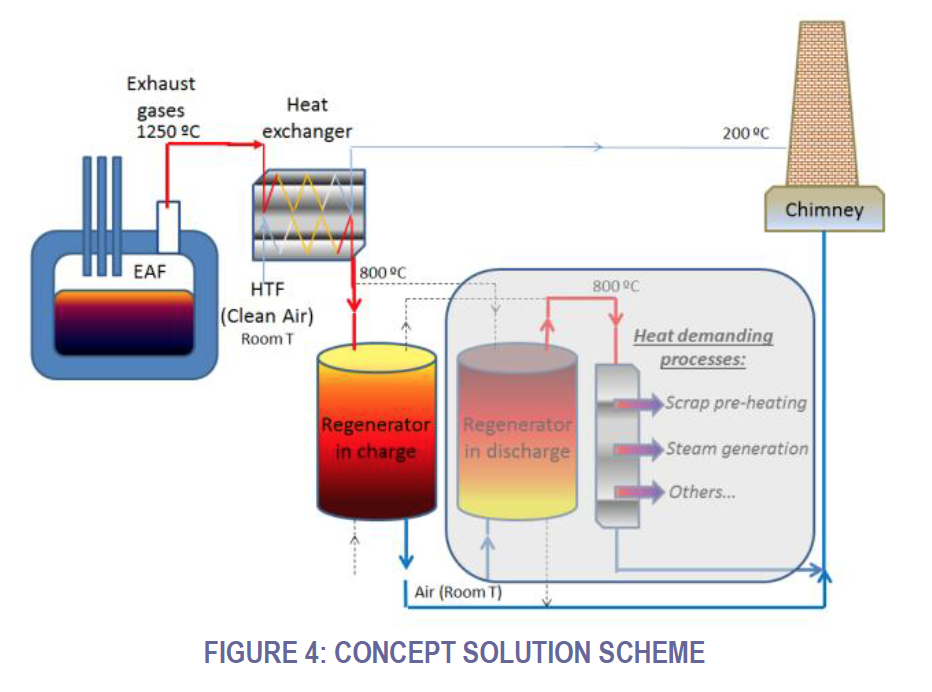 Exhaust
gases
1250 ºC
Heat
exchanger
200 ºC
Chimney
EAF
HTF
(Clean Air)
Room T
800 ºC
800 ºC
Heat demanding
processes:
Regenerator
in charge
Regenerator
in discharge
Scrap pre-heating
Steam generation
Others...
Air (Room T)
FIGURE 4: CONCEPT SOLUTION SCHEME